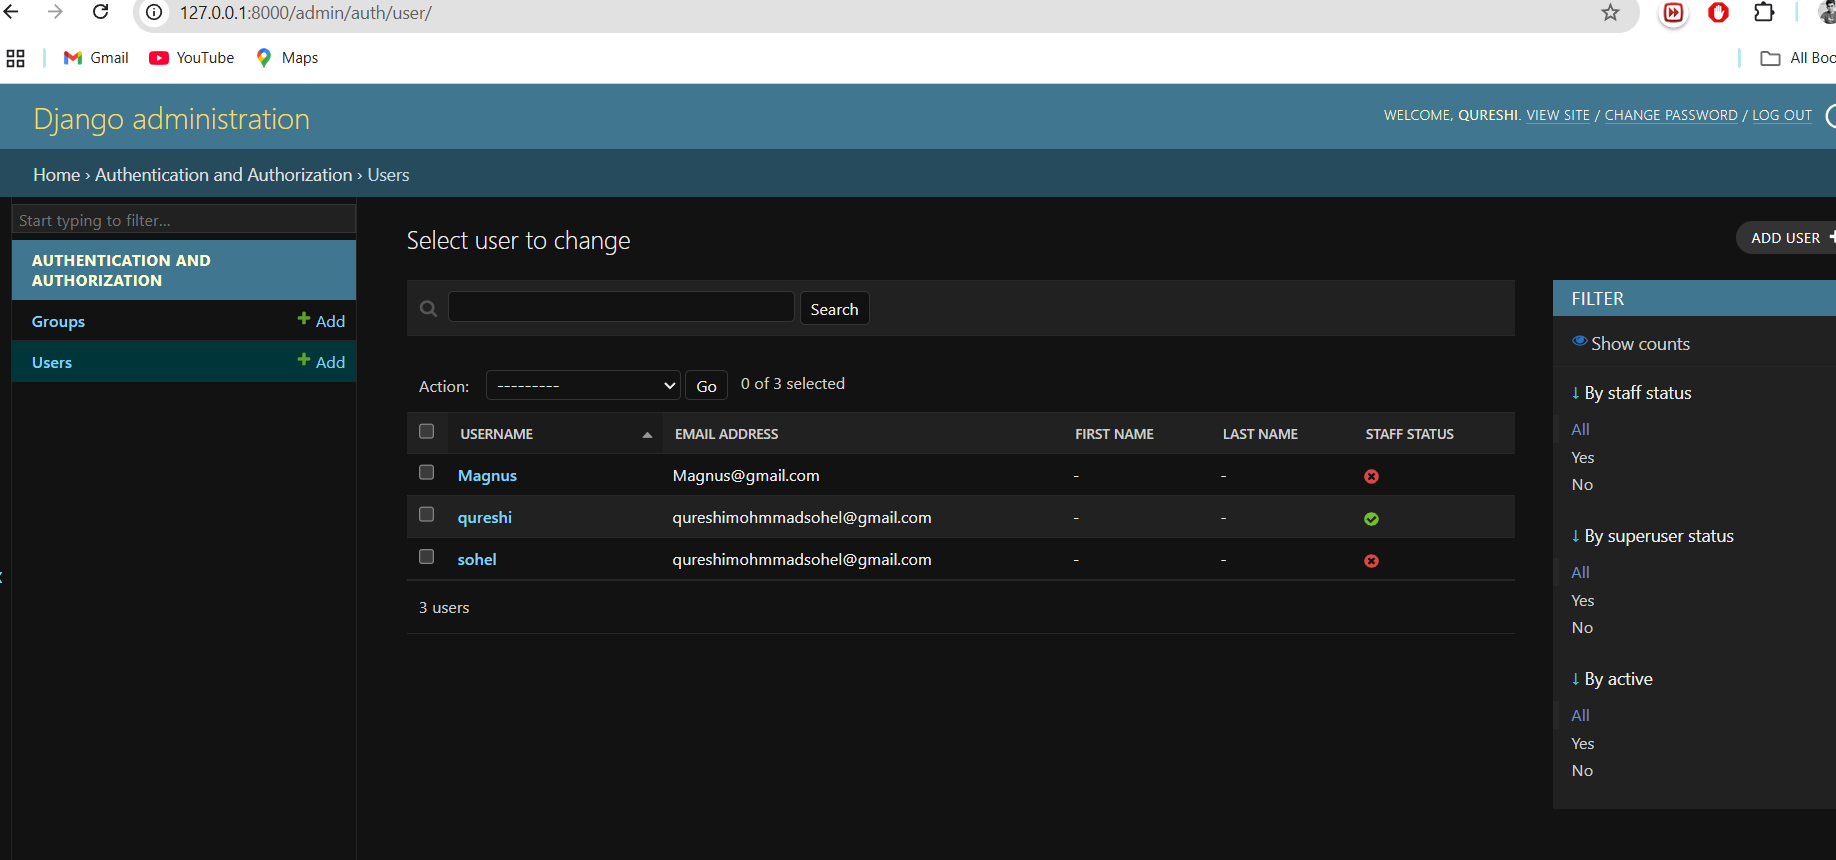 127.0.0.1:8000/admin/auth/user/
Gmail YouTube Maps All Boo
Django administration
WELCOME, QURESHI. VIEW SITE / CHANGE PASSWORD / LOG OUT
Home › Authentication and Authorization › Users
Start typing to filter...
AUTHENTICATION AND
AUTHORIZATION
Groups Add
Users Add
Select user to change
ADD USER
Search
Action: --------- Go 0 of 3 selected
USERNAME EMAIL ADDRESS FIRST NAME LAST NAME STAFF STATUS
Magnus Magnus@gmail.com - -
qureshi qureshimohmmadsohel@gmail.com - -
sohel qureshimohmmadsohel@gmail.com - -
3 users
FILTER
Show counts
↓ By staff status
All
Yes
No
↓ By superuser status
All
Yes
No
↓ By active
All
Yes
No